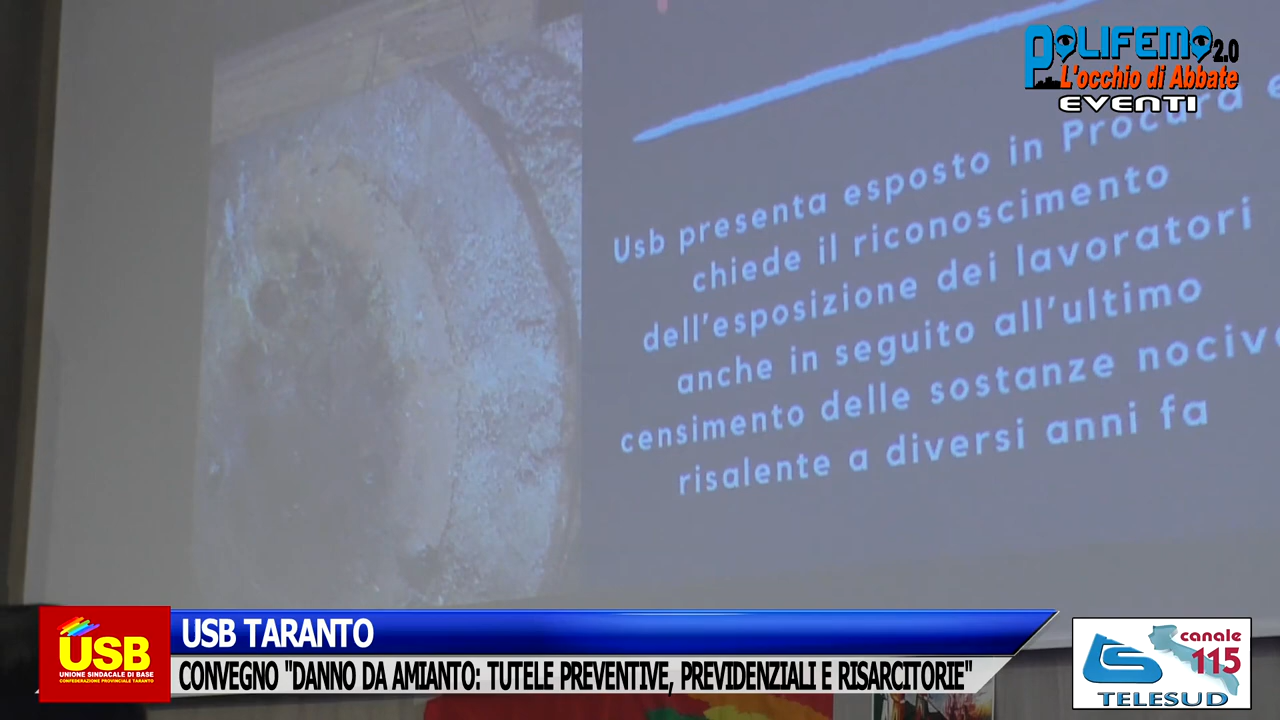 POLIFEMO 2.0
L'occhio di Abbate
EVENTI
Usb presenta esposto in Procura e
chiede il riconoscimento
dell'esposizione dei lavoratori
anche in seguito all'ultimo
censimento delle sostanze nocive
risalente a diversi anni fa
USB
UNIONE SINDACALE DI BASE
CONFEDERAZIONE PROVINCIALE TARANTO
USB TARANTO
CONVEGNO "DANNO DA AMIANTO: TUTELE PREVENTIVE, PREVIDENZIALI E RISARCITORIE"
canale
115
TELESUD